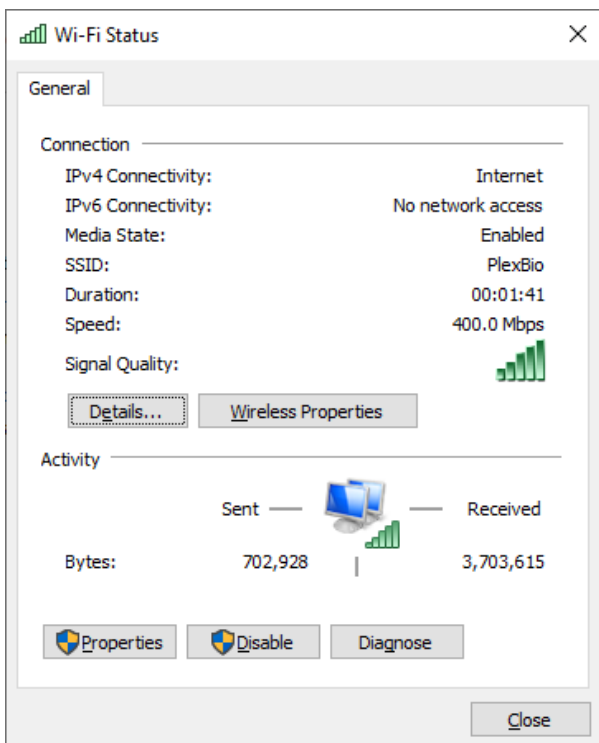 Wi-Fi Status
General
Connection
IPv4 Connectivity: Internet
IPv6 Connectivity: No network access
Media State: Enabled
SSID: PlexBio
Duration: 00:01:41
Speed: 400.0 Mbps
Signal Quality:
Details... Wireless Properties
Activity
Sent Received
Bytes: 702,928 3,703,615
Properties Disable Diagnose
Close